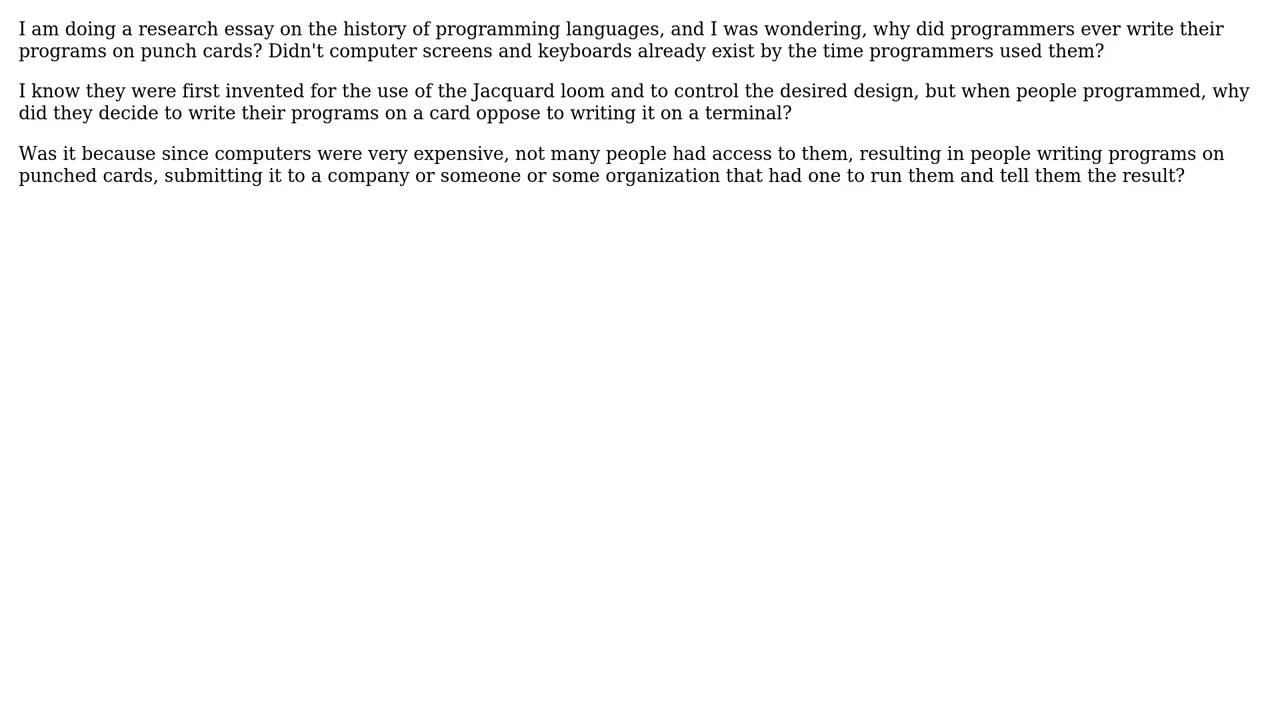 I am doing a research essay on the history of programming languages, and I was wondering, why did programmers ever write their
programs on punch cards? Didn't computer screens and keyboards already exist by the time programmers used them?
I know they were first invented for the use of the Jacquard loom and to control the desired design, but when people programmed, why
did they decide to write their programs on a card oppose to writing it on a terminal?
Was it because since computers were very expensive, not many people had access to them, resulting in people writing programs on
punched cards, submitting it to a company or someone or some organization that had one to run them and tell them the result?